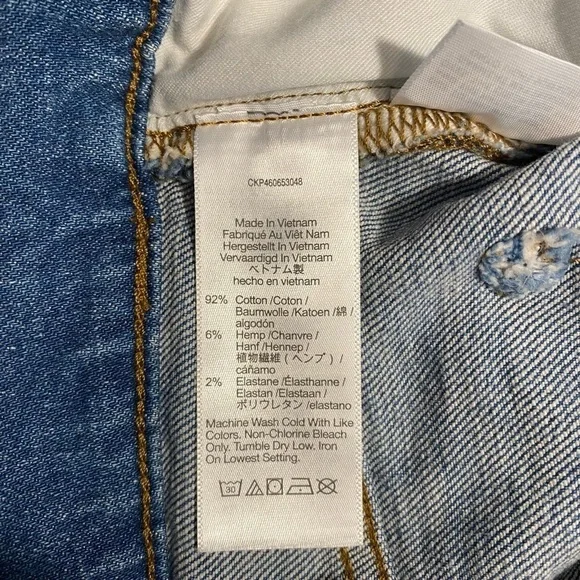 CKP460653048
Made In Vietnam
Fabriqué Au Viêt Nam
Hergestellt In Vietnam
Vervaardigd In Vietnam
ベトナム製
hecho en vietnam
92% Cotton /Coton /
Baumwolle /Katoen /綿 /
algodón
6% Hemp /Chanvre /
Hanf /Hennep /
植物繊維 ( ヘンプ ) /
cáñamo
2% Elastane /Élasthanne /
Elastan /Elastaan /
ポリウレタン /elastano
Machine Wash Cold With Like
Colors. Non-Chlorine Bleach
Only. Tumble Dry Low. Iron
On Lowest Setting.
30